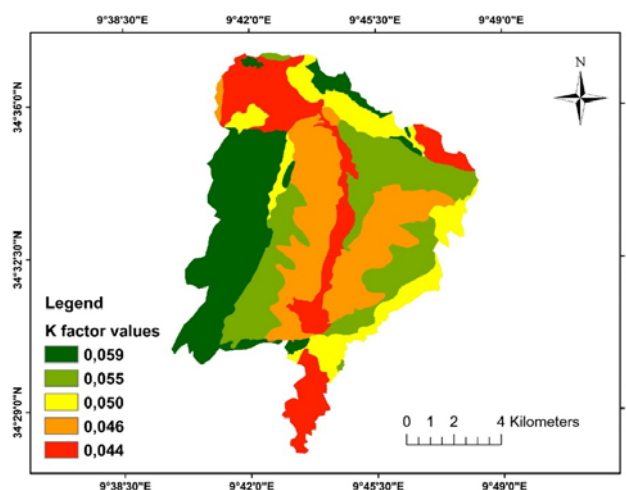 9°38'30"E 9°42'0"E 9°45'30"E 9°49'0"E
N
34°36'0"N
34°32'30"N
34°29'0"N
Legend
K factor values
0,059
0,055
0,050
0,046
0,044
0 1 2 4 Kilometers
9°38'30"E 9°42'0"E 9°45'30"E 9°49'0"E